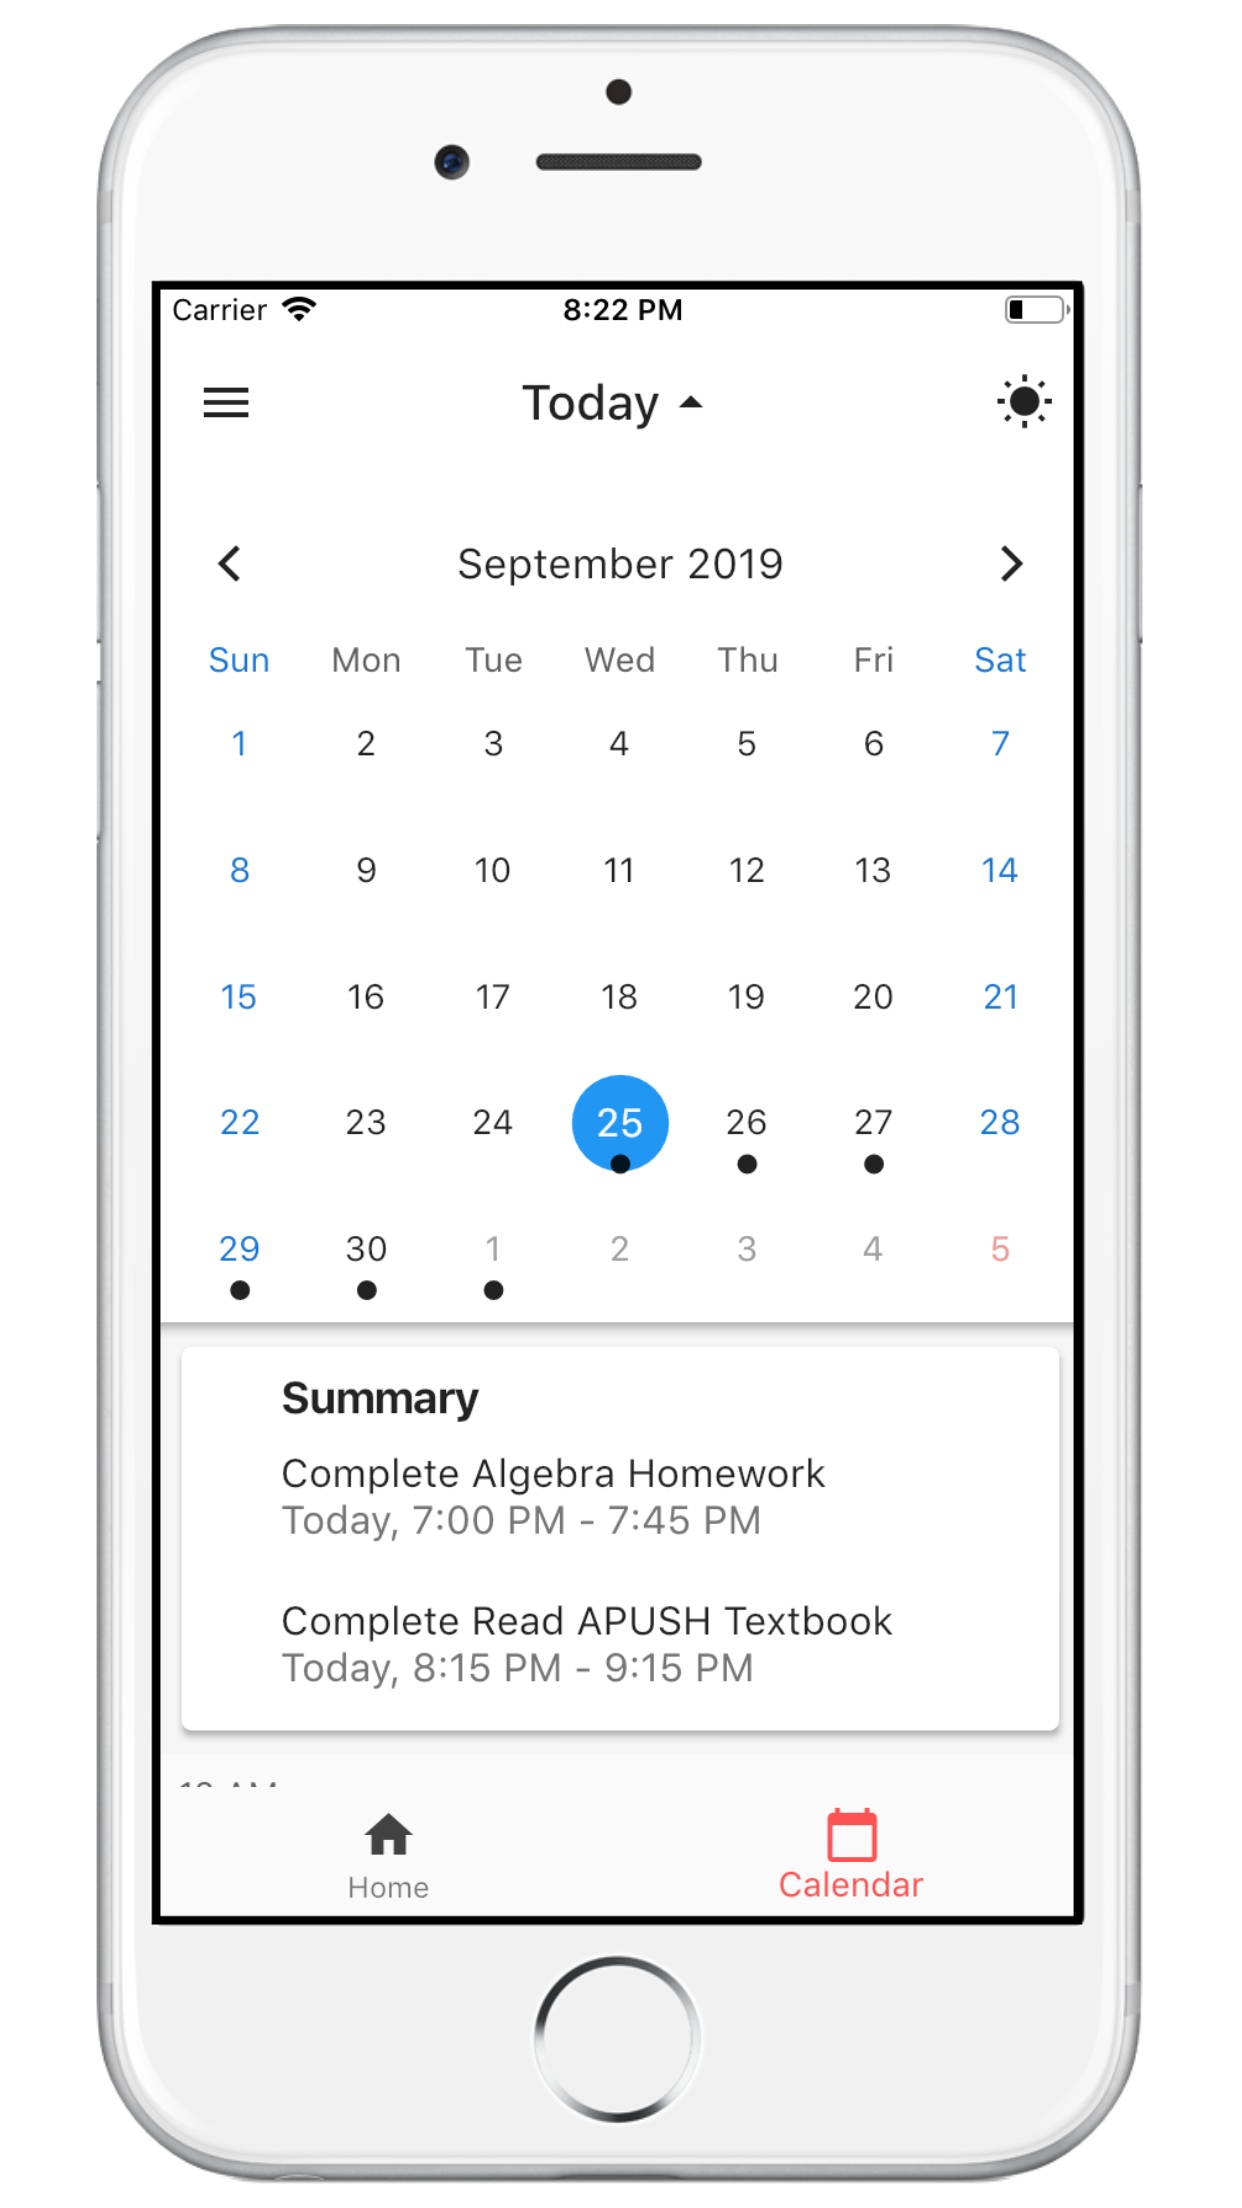 Carrier 8:22 PM
Today
September 2019
Sun Mon Tue Wed Thu Fri Sat
1 2 3 4 5 6 7
8 9 10 11 12 13 14
15 16 17 18 19 20 21
22 23 24 25 26 27 28
29 30 1 2 3 4 5
Summary
Complete Algebra Homework
Today, 7:00 PM - 7:45 PM
Complete Read APUSH Textbook
Today, 8:15 PM - 9:15 PM
Home Calendar